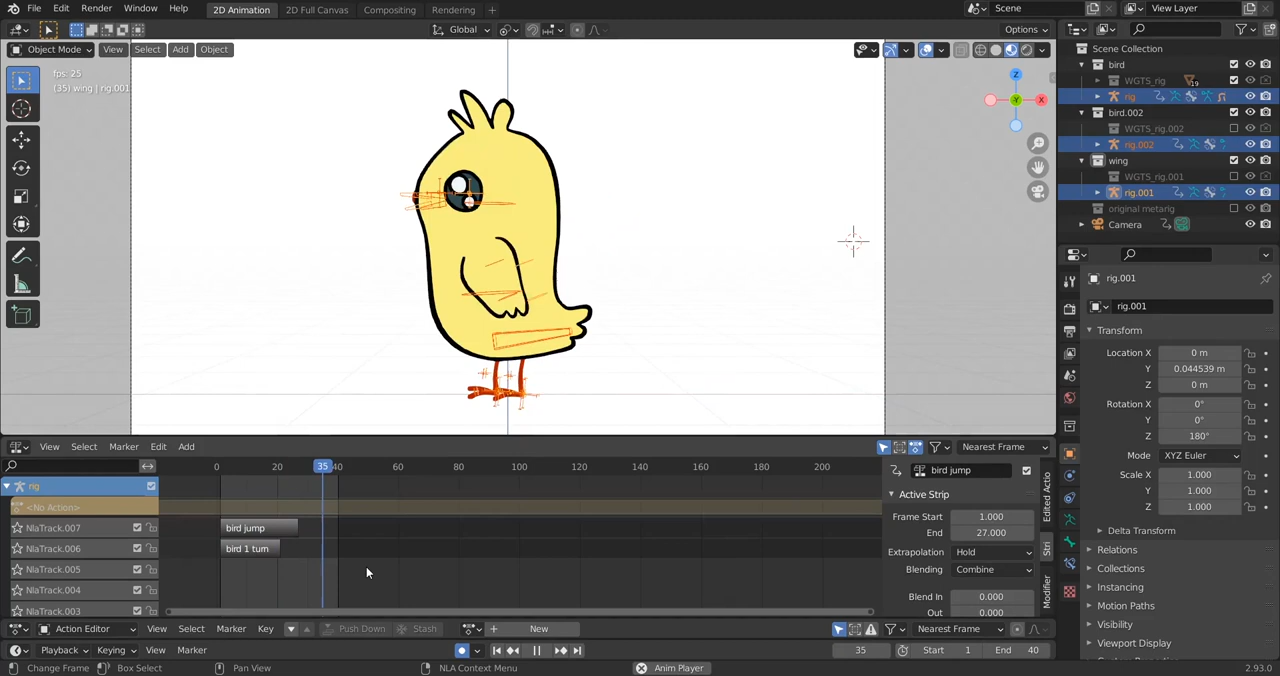 File Edit Render Window Help 2D Animation 2D Full Canvas Compositing Rendering + Scene View Layer
Global Options
Object Mode View Select Add Object
fps: 25
(35) wing | rig.001
Z
X
Y
Scene Collection
bird
WGTS_rig 19
rig
bird.002
WGTS_rig.002
rig.002
wing
WGTS_rig.001
rig.001
original metarig
Camera
rig.001
rig.001
Transform
Location X 0 m
Y 0.044539 m
Z 0 m
Rotation X 0°
Y 0°
Z 180°
Mode XYZ Euler
Scale X 1.000
Y 1.000
Z 1.000
Delta Transform
Relations
Collections
Instancing
Motion Paths
Visibility
Viewport Display
View Select Marker Edit Add Nearest Frame
0 20 35 40 60 80 100 120 140 160 180 200
rig
<No Action>
NlaTrack.007 bird jump
NlaTrack.006 bird 1 turn
NlaTrack.005
NlaTrack.004
NlaTrack.003
bird jump
Active Strip
Frame Start 1.000
End 27.000
Extrapolation Hold
Blending Combine
Blend In 0.000
Out 0.000
Edited Actio
Stri
Modifier
Action Editor View Select Marker Key Push Down Stash + New Nearest Frame
Playback Keying View Marker 35 Start 1 End 40
Change Frame Box Select Pan View NLA Context Menu Anim Player 2.93.0